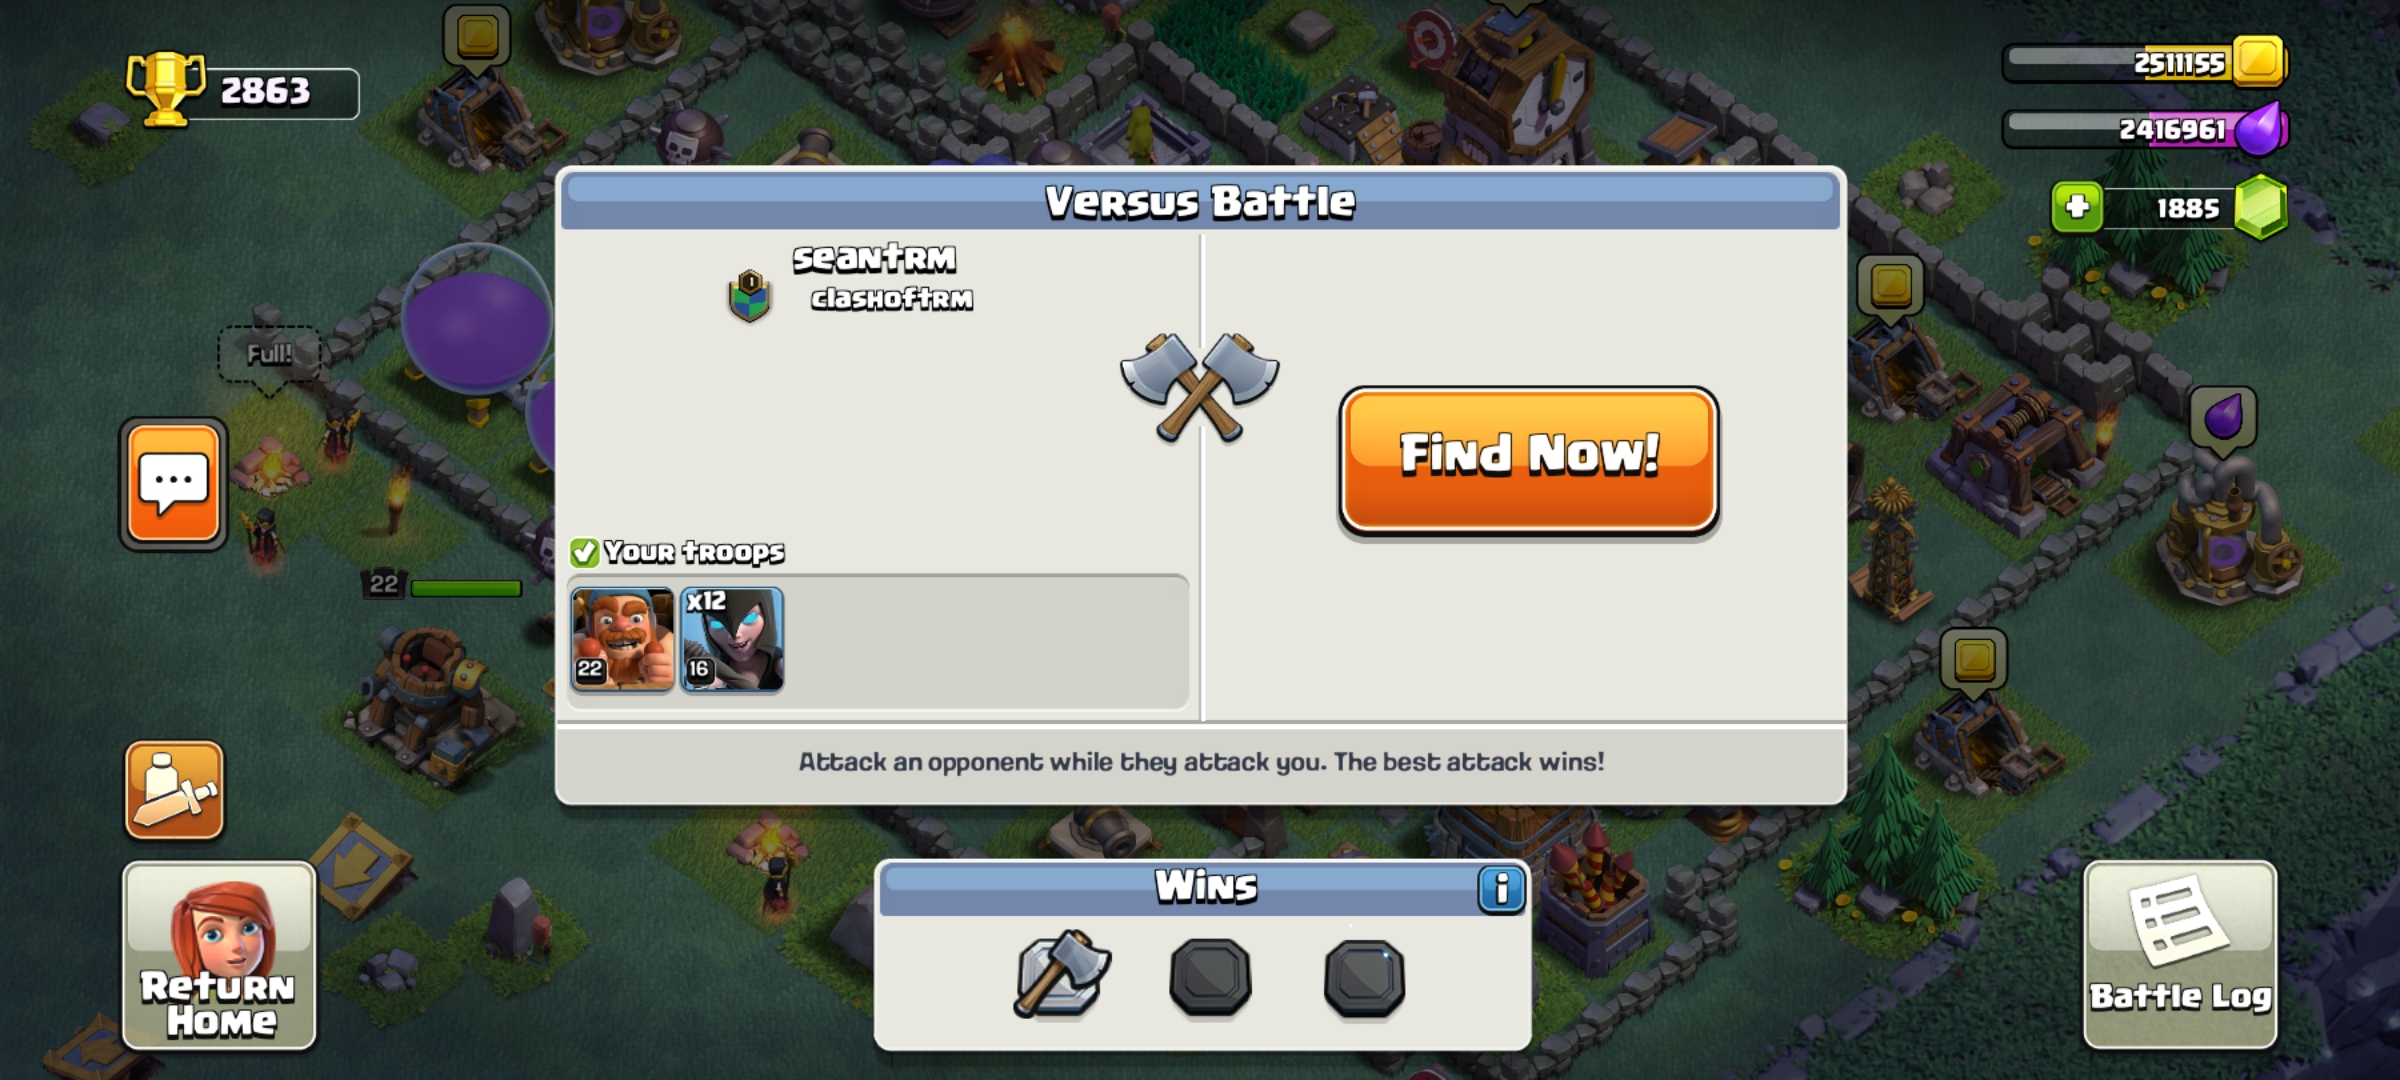 2863
2511155
2416961
1885
Versus Battle
seantrm
clashoftrm
1
Full!
Find Now!
22
Your troops
x12
22
16
Attack an opponent while they attack you. The best attack wins!
Wins
i
Return
Home
Battle Log